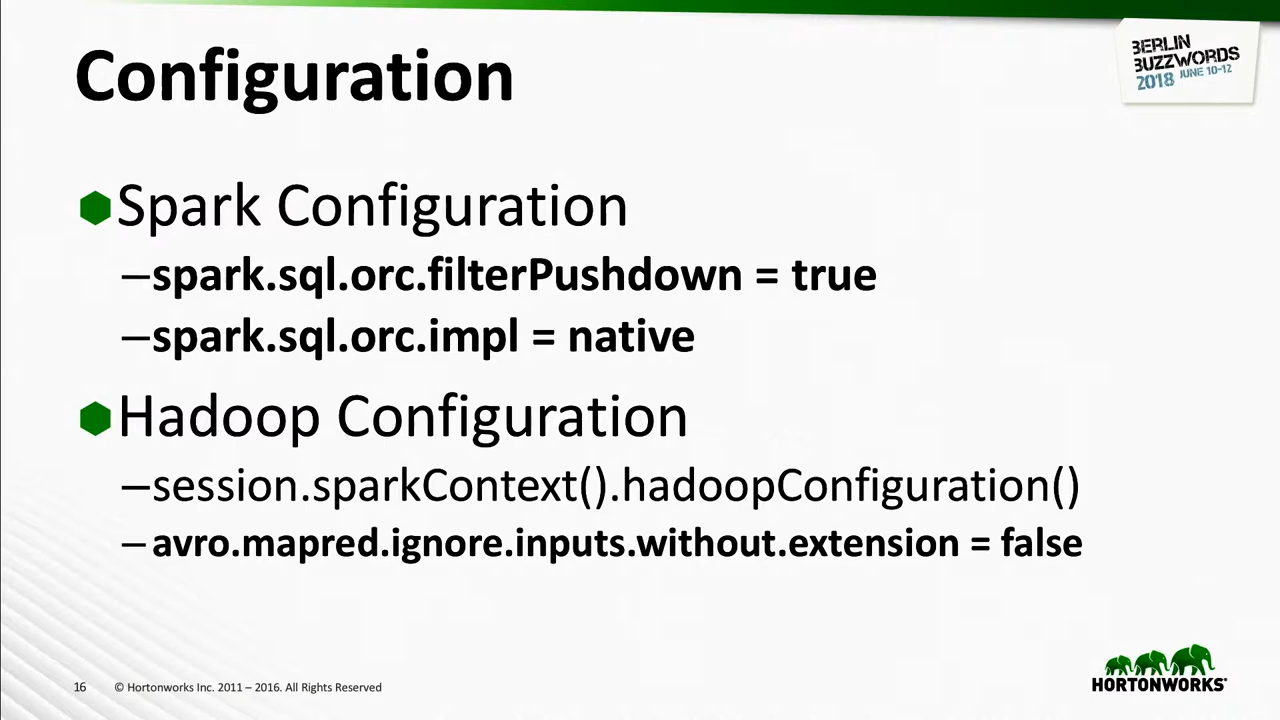 BERLIN
BUZZWORDS
2018 JUNE 10-12
Configuration
Spark Configuration
–spark.sql.orc.filterPushdown = true
–spark.sql.orc.impl = native
Hadoop Configuration
–session.sparkContext().hadoopConfiguration()
– avro.mapred.ignore.inputs.without.extension = false
16 © Hortonworks Inc. 2011 – 2016. All Rights Reserved
HORTONWORKS